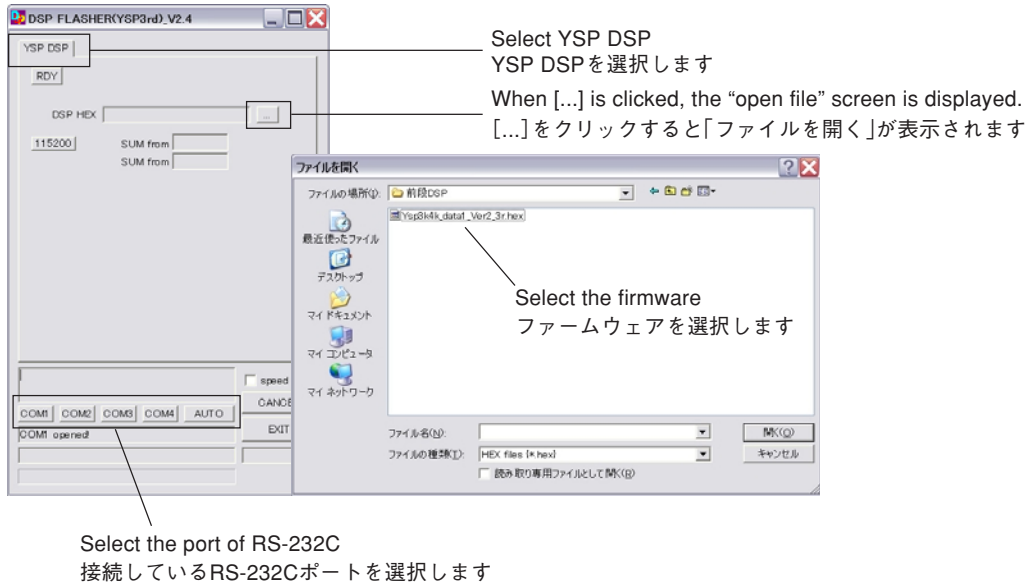 DSP FLASHER(YSP3rd)_V2.4
YSP DSP
RDY
DSP HEX
...
115200
SUM from
SUM from
Select YSP DSP
YSP DSPを選択します
When [...] is clicked, the “open file” screen is displayed.
[...]をクリックすると「ファイルを開く」が表示されます
ファイルを開く
ファイルの場所(I):
前段DSP
Ysp3k4k_data1_Ver2_3r.hex
最近使ったファイル
デスクトップ
マイ ドキュメント
マイ コンピュータ
マイ ネットワーク
Select the firmware
ファームウェアを選択します
ファイル名(N):
開く(O)
ファイルの種類(T):
HEX files (*.hex)
キャンセル
読み取り専用ファイルとして開く(R)
speed
CANCE
COM1
COM2
COM3
COM4
AUTO
EXIT
COM1 opened!
Select the port of RS-232C
接続しているRS-232Cポートを選択します